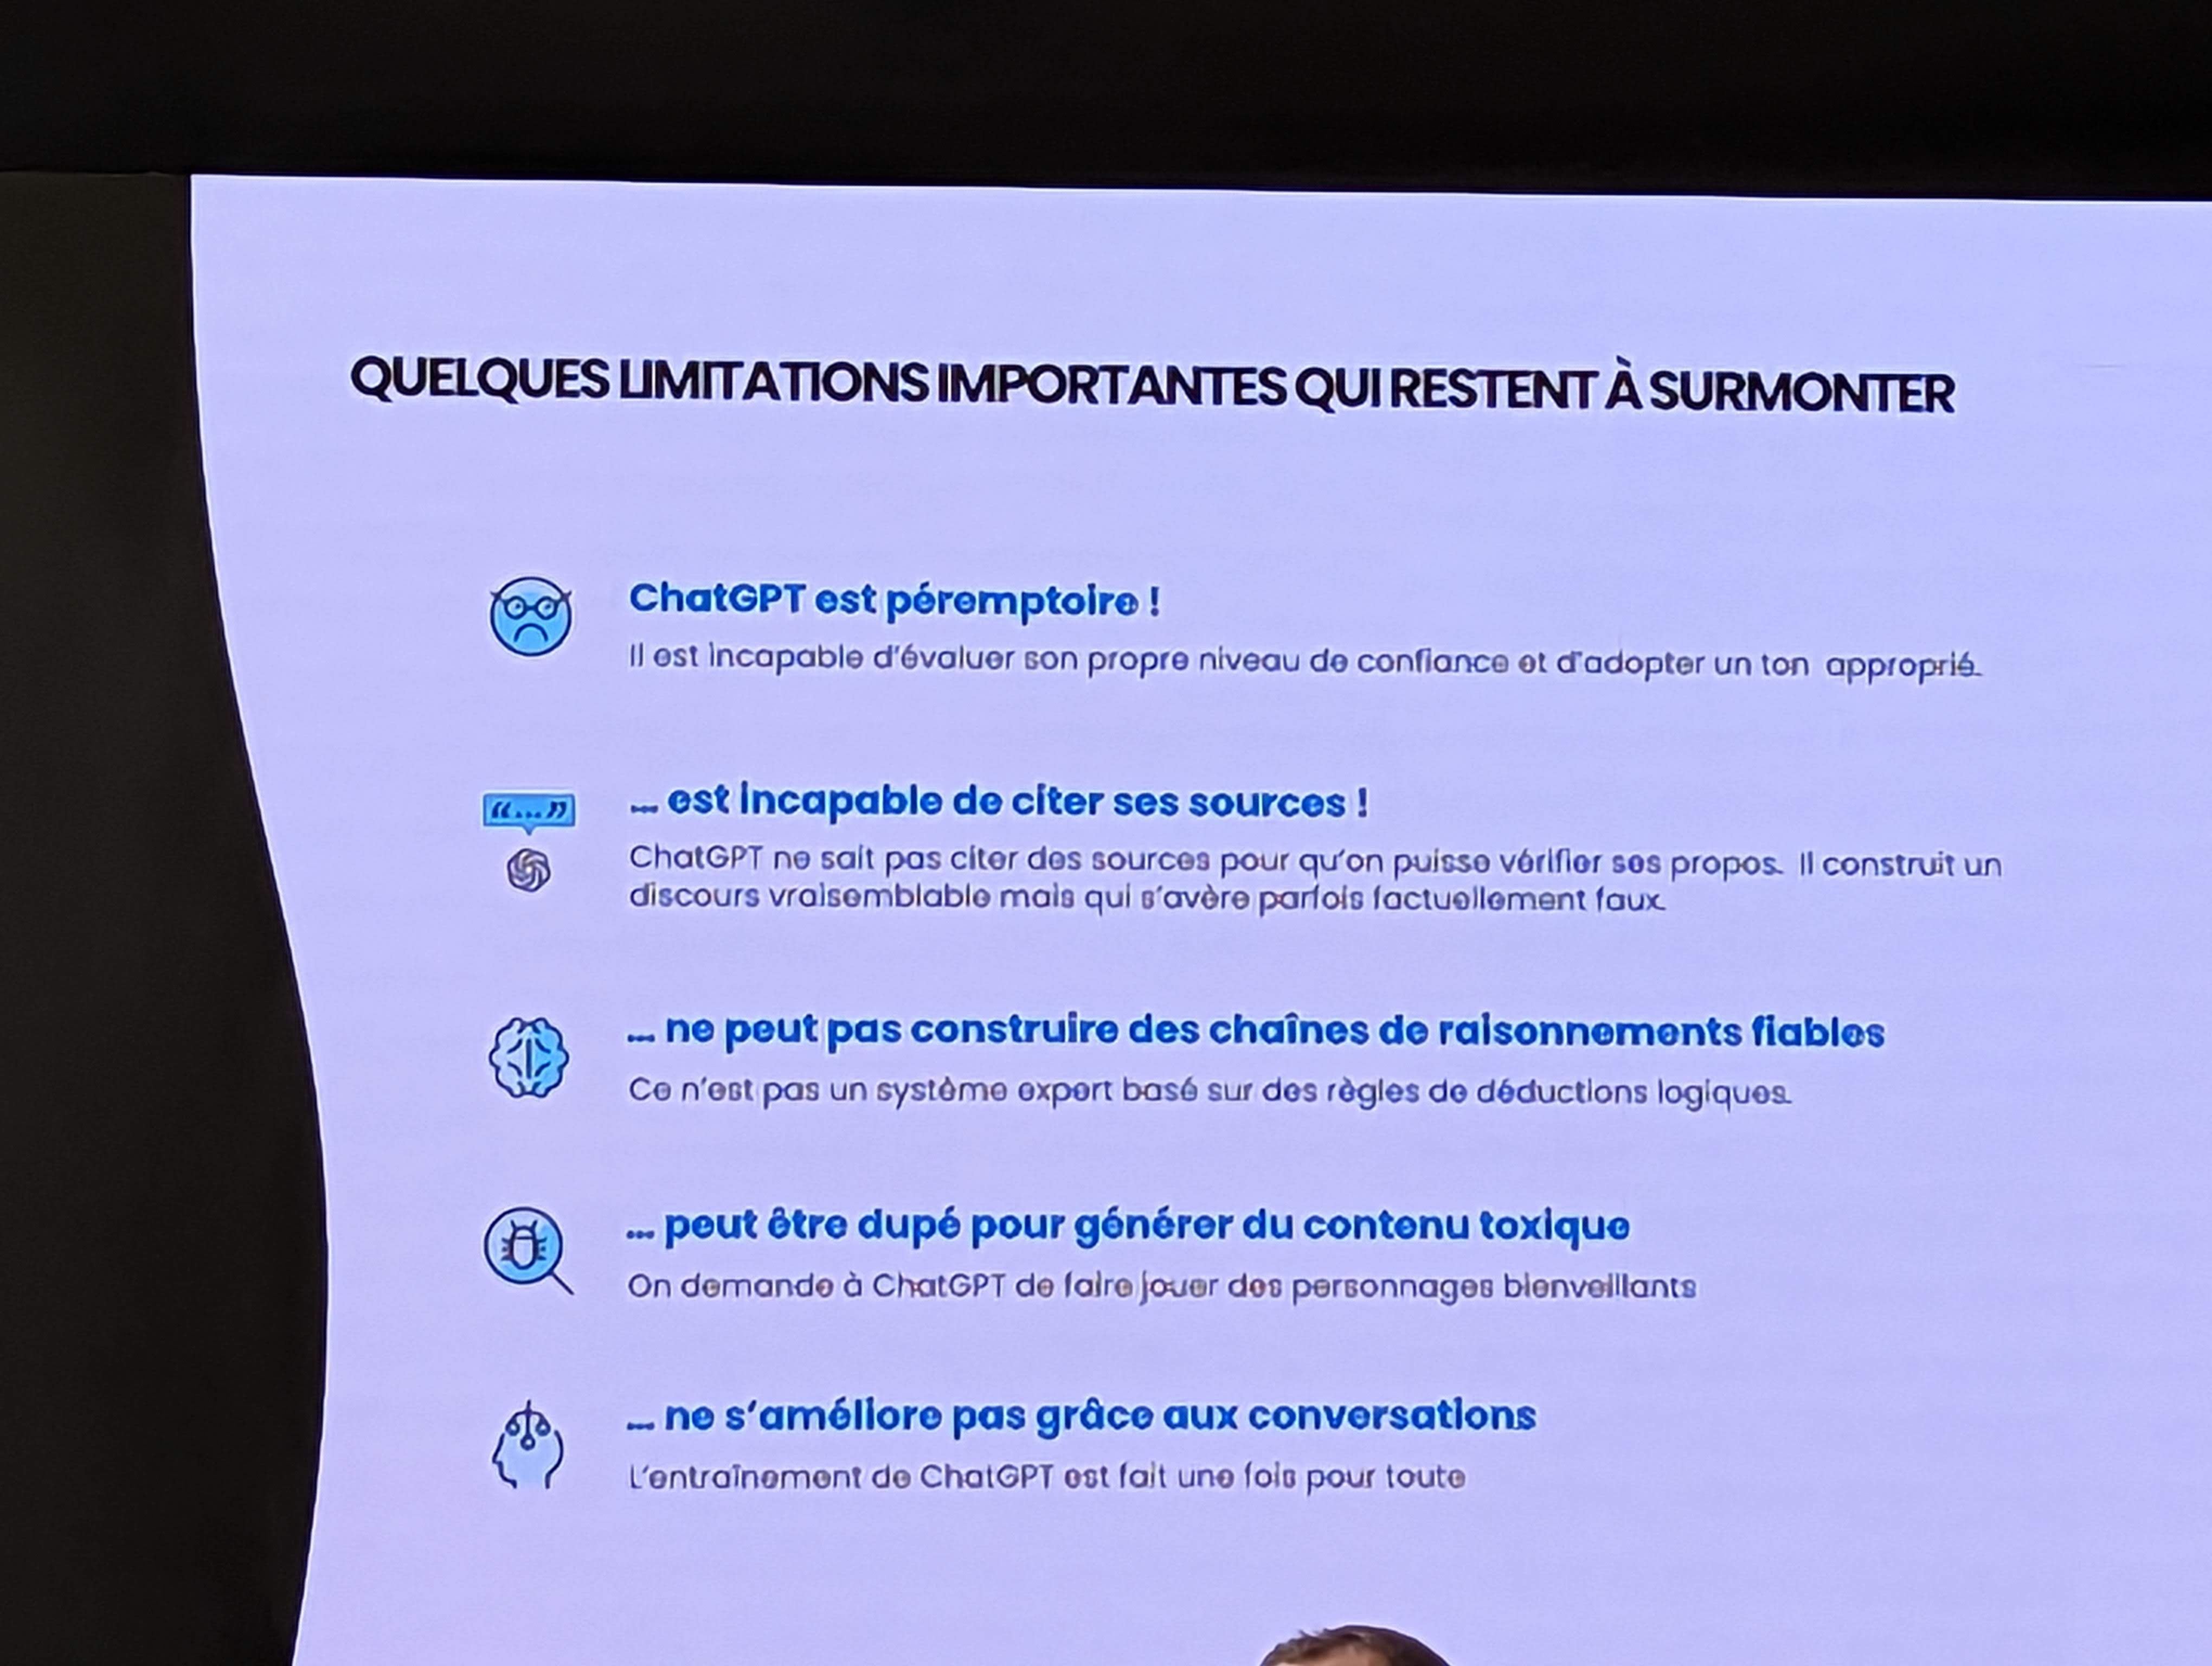 QUELQUES LIMITATIONS IMPORTANTES QUI RESTENT À SURMONTER
ChatGPT est péremptoire !
Il est incapable d'évaluer son propre niveau de confiance et d'adopter un ton approprié.
“...”
... est incapable de citer ses sources !
ChatGPT ne sait pas citer des sources pour qu'on puisse vérifier ses propos. Il construit un
discours vraisemblable mais qui s'avère parfois factuellement faux.
... ne peut pas construire des chaînes de raisonnements fiables
Ce n'est pas un système expert basé sur des règles de déductions logiques.
... peut être dupé pour générer du contenu toxique
On demande à ChatGPT de faire jouer des personnages bienveillants
... ne s'améliore pas grâce aux conversations
L'entraînement de ChatGPT est fait une fois pour toute